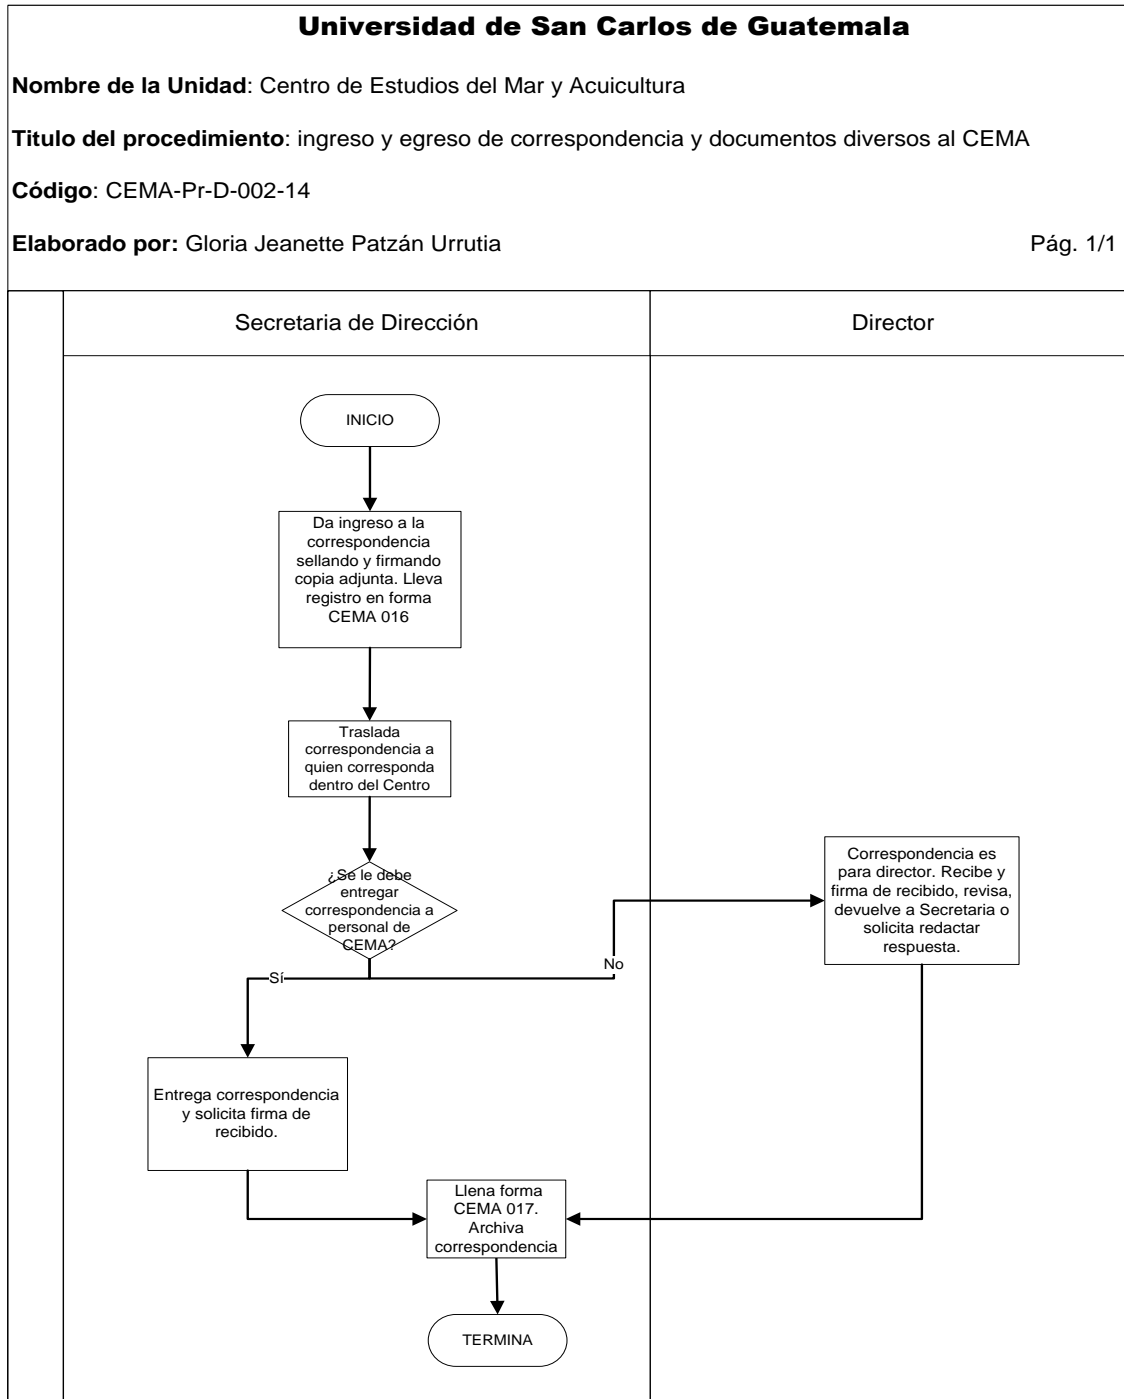 Universidad de San Carlos de Guatemala
Nombre de la Unidad: Centro de Estudios del Mar y Acuicultura
Titulo del procedimiento: ingreso y egreso de correspondencia y documentos diversos al CEMA
Código: CEMA-Pr-D-002-14
Elaborado por: Gloria Jeanette Patzán Urrutia Pág. 1/1
Secretaria de Dirección
Director
INICIO
Da ingreso a la
correspondencia
sellando y firmando
copia adjunta. Lleva
registro en forma
CEMA 016
Traslada
correspondencia a
quien corresponda
dentro del Centro
¿Se le debe
entregar
correspondencia a
personal de
CEMA?
Correspondencia es
para director. Recibe y
firma de recibido, revisa,
devuelve a Secretaria o
solicita redactar
respuesta.
No
Sí
Entrega correspondencia
y solicita firma de
recibido.
Llena forma
CEMA 017.
Archiva
correspondencia
TERMINA